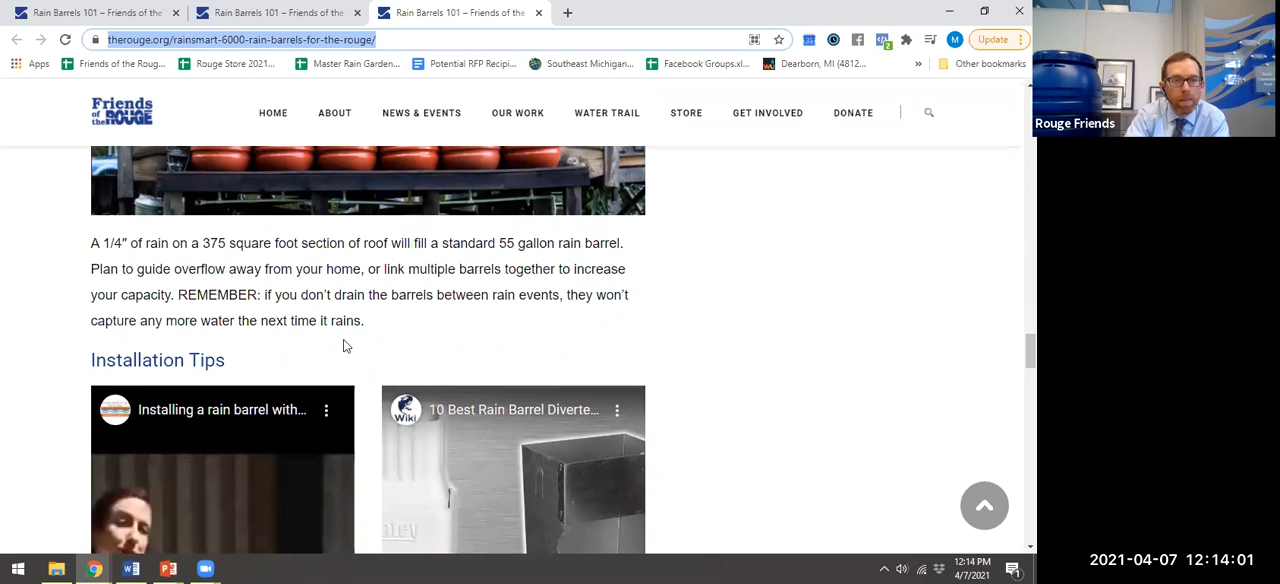 Rain Barrels 101 – Friends of the
Rain Barrels 101 – Friends of the
Rain Barrels 101 – Friends of the
therouge.org/rainsmart-6000-rain-barrels-for-the-rouge/
2
M
Update
Apps
Friends of the Roug...
Rouge Store 2021...
Master Rain Garden...
Potential RFP Recipi...
Southeast Michigan...
Facebook Groups.xl...
Dearborn, MI (4812...
»
Other bookmarks
Friends
of the ROUGE
HOME
ABOUT
NEWS & EVENTS
OUR WORK
WATER TRAIL
STORE
GET INVOLVED
DONATE
A 1/4″ of rain on a 375 square foot section of roof will fill a standard 55 gallon rain barrel.
Plan to guide overflow away from your home, or link multiple barrels together to increase
your capacity. REMEMBER: if you don’t drain the barrels between rain events, they won’t
capture any more water the next time it rains.
Installation Tips
Installing a rain barrel with...
Wiki
10 Best Rain Barrel Diverte...
Rouge Friends
12:14 PM
4/7/2021
1
2021-04-07 12:14:01